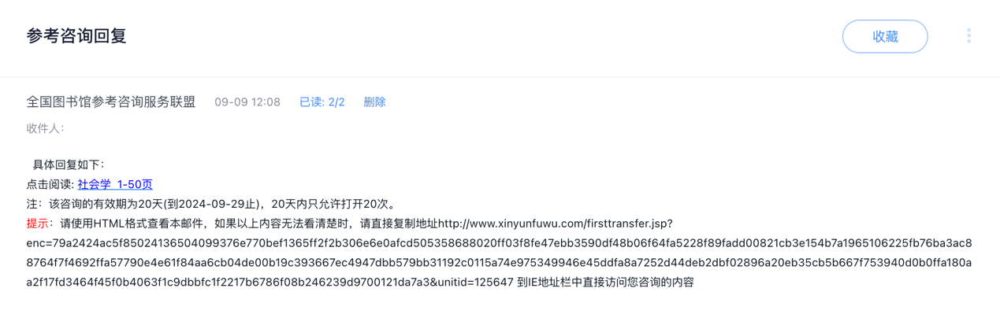 参考咨询回复
收藏
全国图书馆参考咨询服务联盟 09-09 12:08 已读: 2/2 删除
收件人:
具体回复如下:
点击阅读: 社会学_1-50页
注：该咨询的有效期为20天(到2024-09-29止)，20天内只允许打开20次。
提示：请使用HTML格式查看本邮件，如果以上内容无法看清楚时，请直接复制地址http://www.xinyunfuwu.com/firsttransfer.jsp?
enc=79a2424ac5f85024136504099376e770bef1365ff2f2b306e6e0afcd505358688020ff03f8fe47ebb3590df48b06f64fa5228f89fadd00821cb3e154b7a1965106225fb76ba3ac8
8764f7f4692ffa57790e4e61f84aa6cb04de00b19c393667ec4947dbb579bb31192c0115a74e975349946e45ddfa8a7252d44deb2dbf02896a20eb35cb5b667f753940d0b0ffa180a
a2f17fd3464f45f0b4063f1c9dbbfc1f2217b6786f08b246239d9700121da7a3&unitid=125647 到IE地址栏中直接访问您咨询的内容